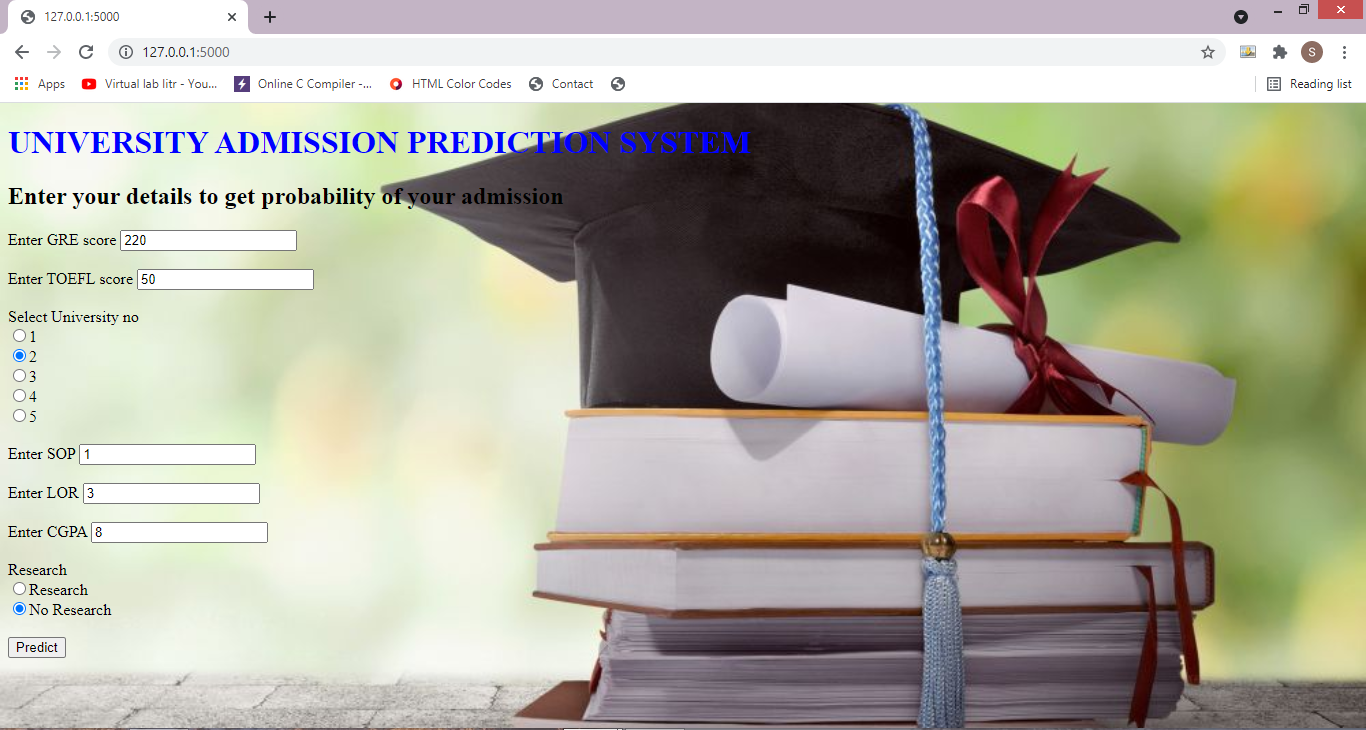 127.0.0.1:5000
127.0.0.1:5000
S
Apps Virtual lab Iitr - You... Online C Compiler -... HTML Color Codes Contact Reading list
UNIVERSITY ADMISSION PREDICTION SYSTEM
Enter your details to get probability of your admission
Enter GRE score 220
Enter TOEFL score 50
Select University no
1
2
3
4
5
Enter SOP 1
Enter LOR 3
Enter CGPA 8
Research
Research
No Research
Predict